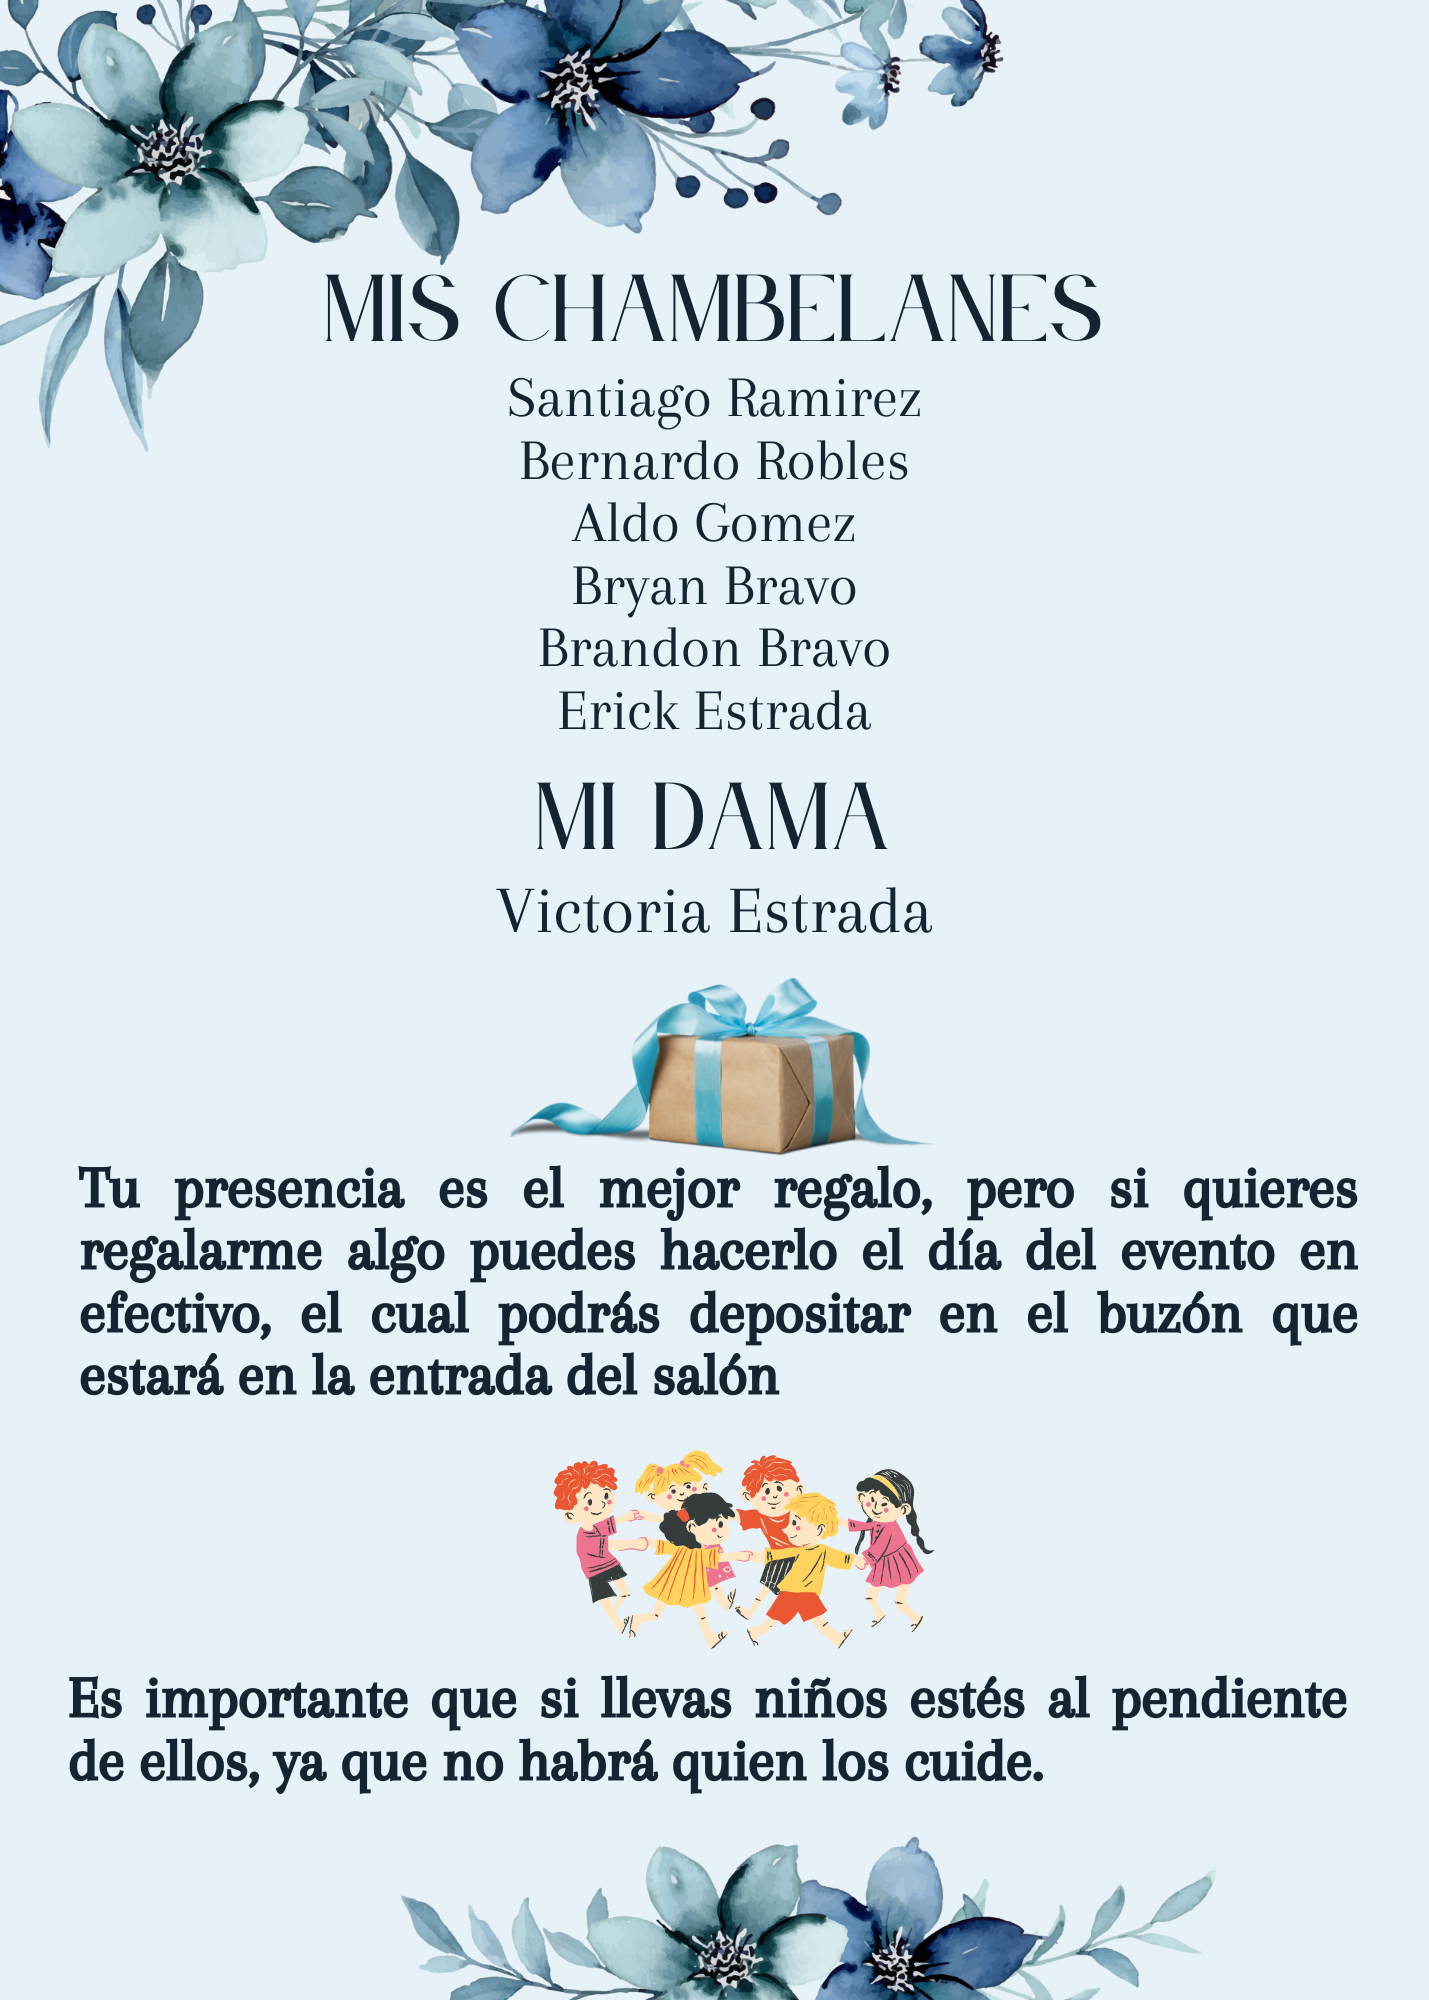 MIS CHAMBELANES
Santiago Ramirez
Bernardo Robles
Aldo Gomez
Bryan Bravo
Brandon Bravo
Erick Estrada
MI DAMA
Victoria Estrada
Tu presencia es el mejor regalo, pero si quieres
regalarme algo puedes hacerlo el día del evento en
efectivo, el cual podrás depositar en el buzón que
estará en la entrada del salón
Es importante que si llevas niños estés al pendiente
de ellos, ya que no habrá quien los cuide.